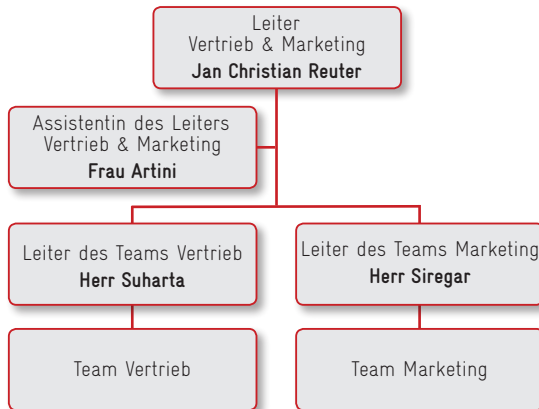 Leiter
Vertrieb & Marketing
Jan Christian Reuter
Assistentin des Leiters
Vertrieb & Marketing
Frau Artini
Leiter des Teams Vertrieb
Herr Suharta
Leiter des Teams Marketing
Herr Siregar
Team Vertrieb
Team Marketing